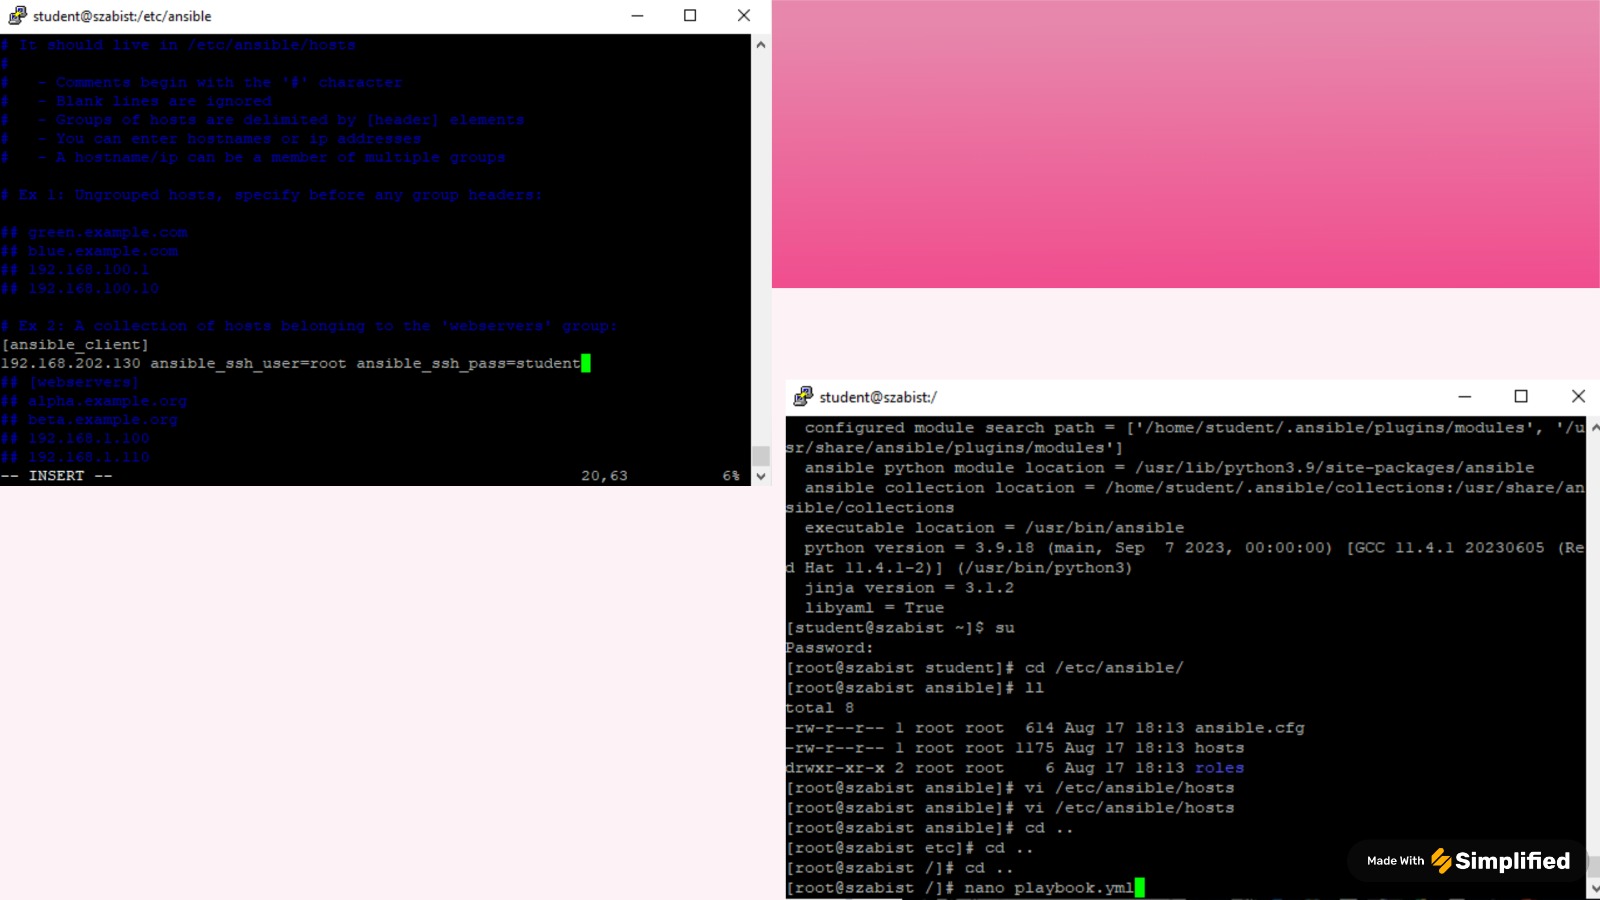 student@szabist:/etc/ansible
# It should live in /etc/ansible/hosts
#
#   - Comments begin with the '#' character
#   - Blank lines are ignored
#   - Groups of hosts are delimited by [header] elements
#   - You can enter hostnames or ip addresses
#   - A hostname/ip can be a member of multiple groups
# Ex 1: Ungrouped hosts, specify before any group headers:
## green.example.com
## blue.example.com
## 192.168.100.1
## 192.168.100.10
# Ex 2: A collection of hosts belonging to the 'webservers' group:
[ansible_client]
192.168.202.130 ansible_ssh_user=root ansible_ssh_pass=student
## [webservers]
## alpha.example.org
## beta.example.org
## 192.168.1.100
## 192.168.1.110
-- INSERT -- 20,63 6%
student@szabist:/
configured module search path = ['/home/student/.ansible/plugins/modules', '/u
sr/share/ansible/plugins/modules']
ansible python module location = /usr/lib/python3.9/site-packages/ansible
ansible collection location = /home/student/.ansible/collections:/usr/share/an
sible/collections
executable location = /usr/bin/ansible
python version = 3.9.18 (main, Sep  7 2023, 00:00:00) [GCC 11.4.1 20230605 (Re
d Hat 11.4.1-2)] (/usr/bin/python3)
jinja version = 3.1.2
libyaml = True
[student@szabist ~]$ su
Password:
[root@szabist student]# cd /etc/ansible/
[root@szabist ansible]# ll
total 8
-rw-r--r-- 1 root root  614 Aug 17 18:13 ansible.cfg
-rw-r--r-- 1 root root 1175 Aug 17 18:13 hosts
drwxr-xr-x 2 root root    6 Aug 17 18:13 roles
[root@szabist ansible]# vi /etc/ansible/hosts
[root@szabist ansible]# vi /etc/ansible/hosts
[root@szabist ansible]# cd ..
[root@szabist etc]# cd ..
[root@szabist /]# cd ..
[root@szabist /]# nano playbook.yml
Made With Simplified